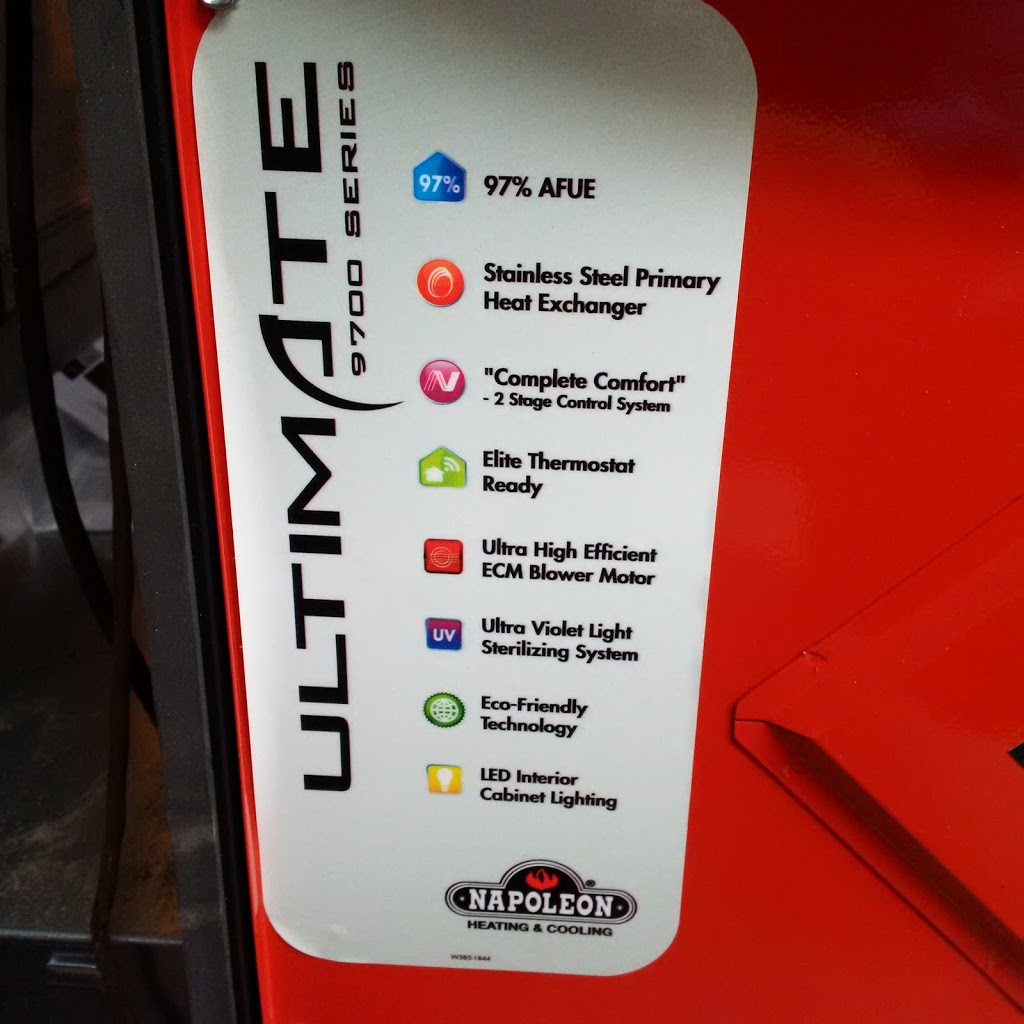 ULTIMATE
9700 SERIES
97%
97% AFUE
Stainless Steel Primary
Heat Exchanger
N
"Complete Comfort"
- 2 Stage Control System
Elite Thermostat
Ready
Ultra High Efficient
ECM Blower Motor
UV
Ultra Violet Light
Sterilizing System
Eco-Friendly
Technology
LED Interior
Cabinet Lighting
NAPOLEON®
HEATING & COOLING
W385-1844